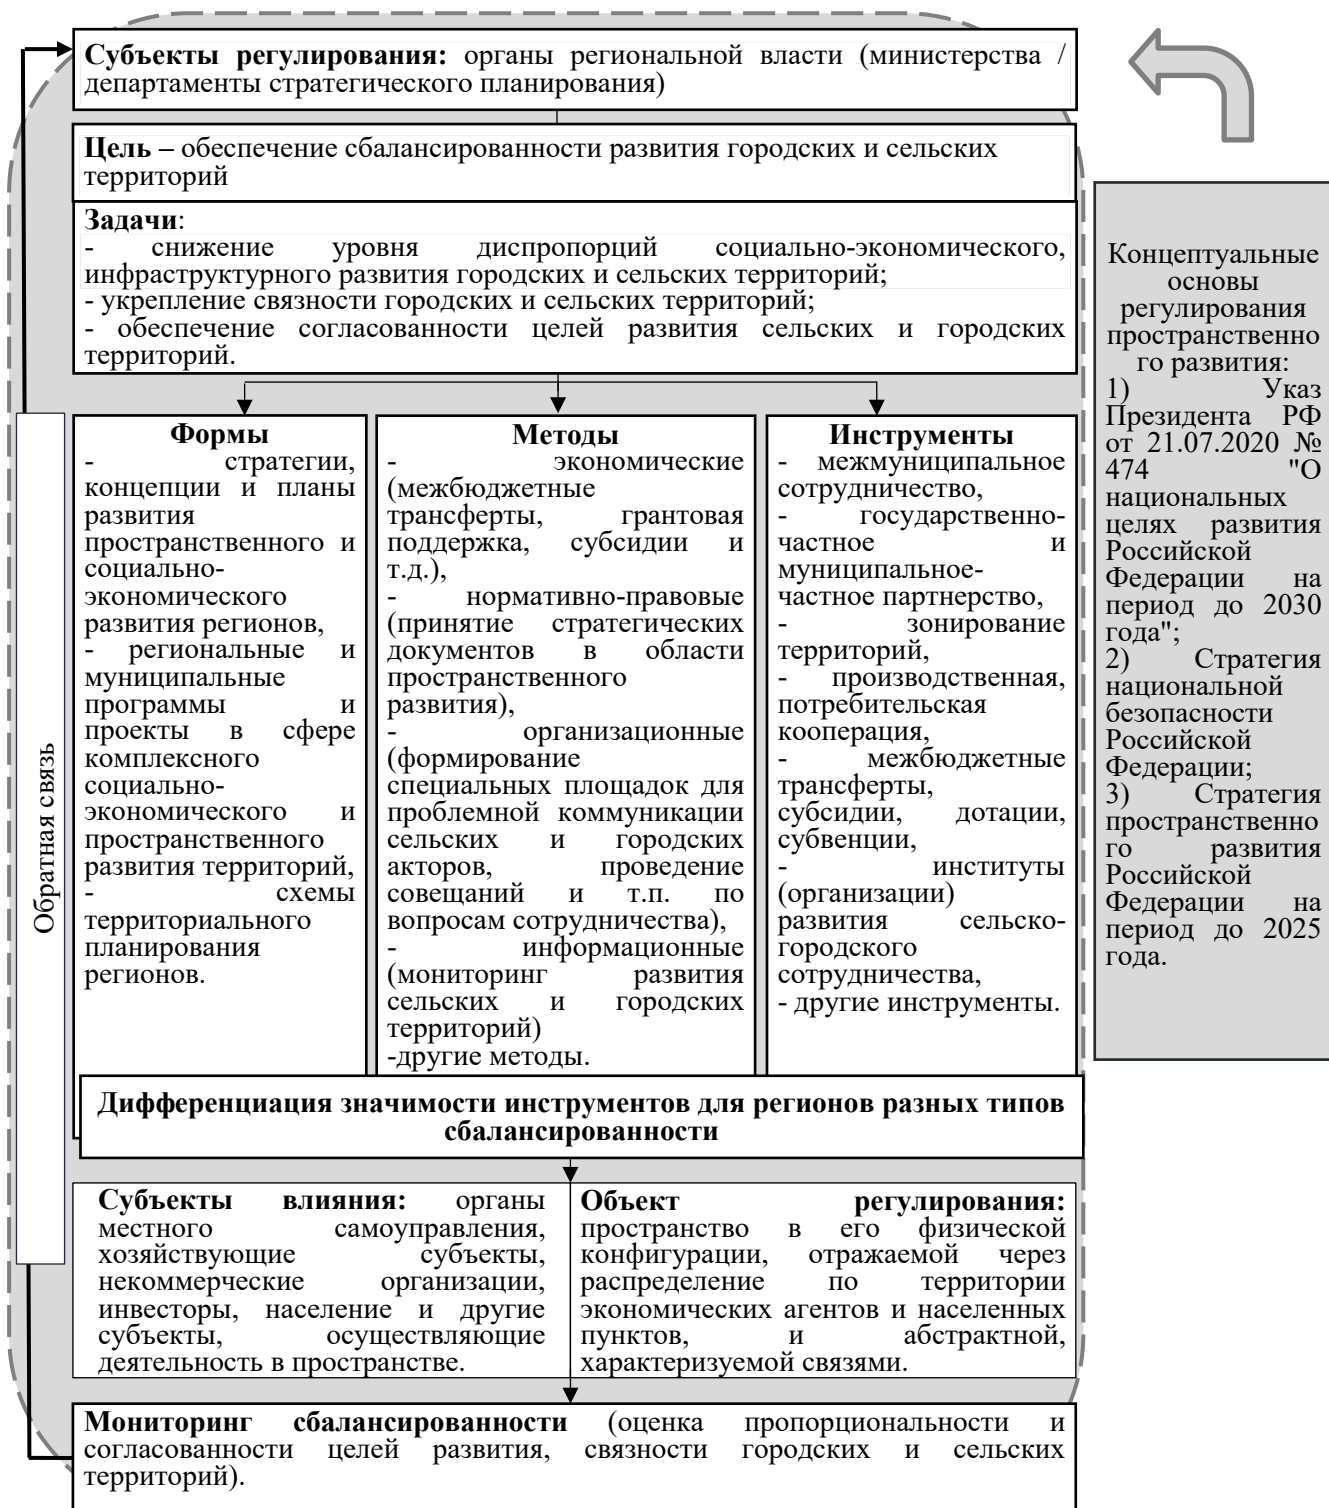 Субъекты регулирования: органы региональной власти (министерства /
департаменты стратегического планирования)
Цель – обеспечение сбалансированности развития городских и сельских
территорий
Задачи:
- снижение уровня диспропорций социально-экономического,
инфраструктурного развития городских и сельских территорий;
- укрепление связности городских и сельских территорий;
- обеспечение согласованности целей развития сельских и городских
территорий.
Обратная связь
Формы
- стратегии,
концепции и планы
развития
пространственного и
социально-
экономического
развития регионов,
- региональные и
муниципальные
программы и
проекты в сфере
комплексного
социально-
экономического и
пространственного
развития территорий,
- схемы
территориального
планирования
регионов.
Методы
- экономические
(межбюджетные
трансферты, грантовая
поддержка, субсидии и
т.д.),
- нормативно-правовые
(принятие стратегических
документов в области
пространственного
развития),
- организационные
(формирование
специальных площадок для
проблемной коммуникации
сельских и городских
акторов, проведение
совещаний и т.п. по
вопросам сотрудничества),
- информационные
(мониторинг развития
сельских и городских
территорий)
-другие методы.
Инструменты
- межмуниципальное
сотрудничество,
- государственно-
частное и
муниципальное-
частное партнерство,
- зонирование
территорий,
- производственная,
потребительская
кооперация,
- межбюджетные
трансферты,
субсидии, дотации,
субвенции,
- институты
(организации)
развития сельско-
городского
сотрудничества,
- другие инструменты.
Дифференциация значимости инструментов для регионов разных типов
сбалансированности
Субъекты влияния: органы
местного самоуправления,
хозяйствующие субъекты,
некоммерческие организации,
инвесторы, население и другие
субъекты, осуществляющие
деятельность в пространстве.
Объект регулирования:
пространство в его физической
конфигурации, отражаемой через
распределение по территории
экономических агентов и населенных
пунктов, и абстрактной,
характеризуемой связями.
Мониторинг сбалансированности (оценка пропорциональности и
согласованности целей развития, связности городских и сельских
территорий).
Концептуальные
основы
регулирования
пространственно
го развития:
1) Указ
Президента РФ
от 21.07.2020 №
474 "О
национальных
целях развития
Российской
Федерации на
период до 2030
года";
2) Стратегия
национальной
безопасности
Российской
Федерации;
3) Стратегия
пространственно
го развития
Российской
Федерации на
период до 2025
года.